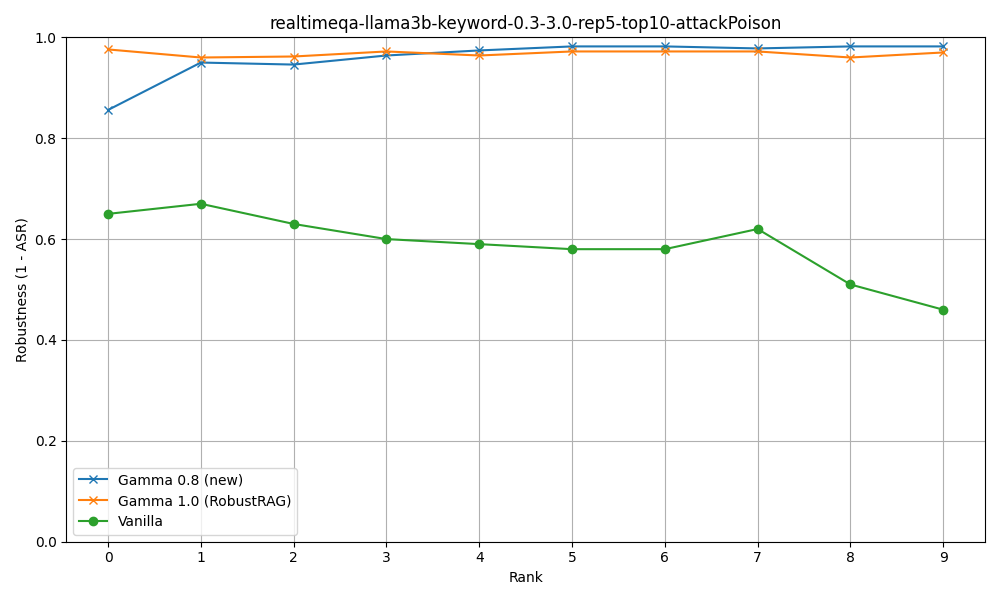 realtimeqa-llama3b-keyword-0.3-3.0-rep5-top10-attackPoison
Robustness (1 - ASR)
1.0
0.8
0.6
0.4
0.2
0.0
Gamma 0.8 (new)
Gamma 1.0 (RobustRAG)
Vanilla
0 1 2 3 4 5 6 7 8 9
Rank